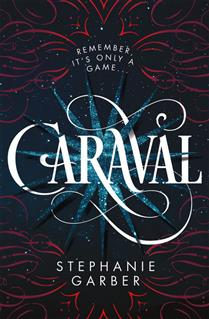 REMEMBER,
IT'S ONLY A
GAME...
CARAVAL
STEPHANIE
GARBER